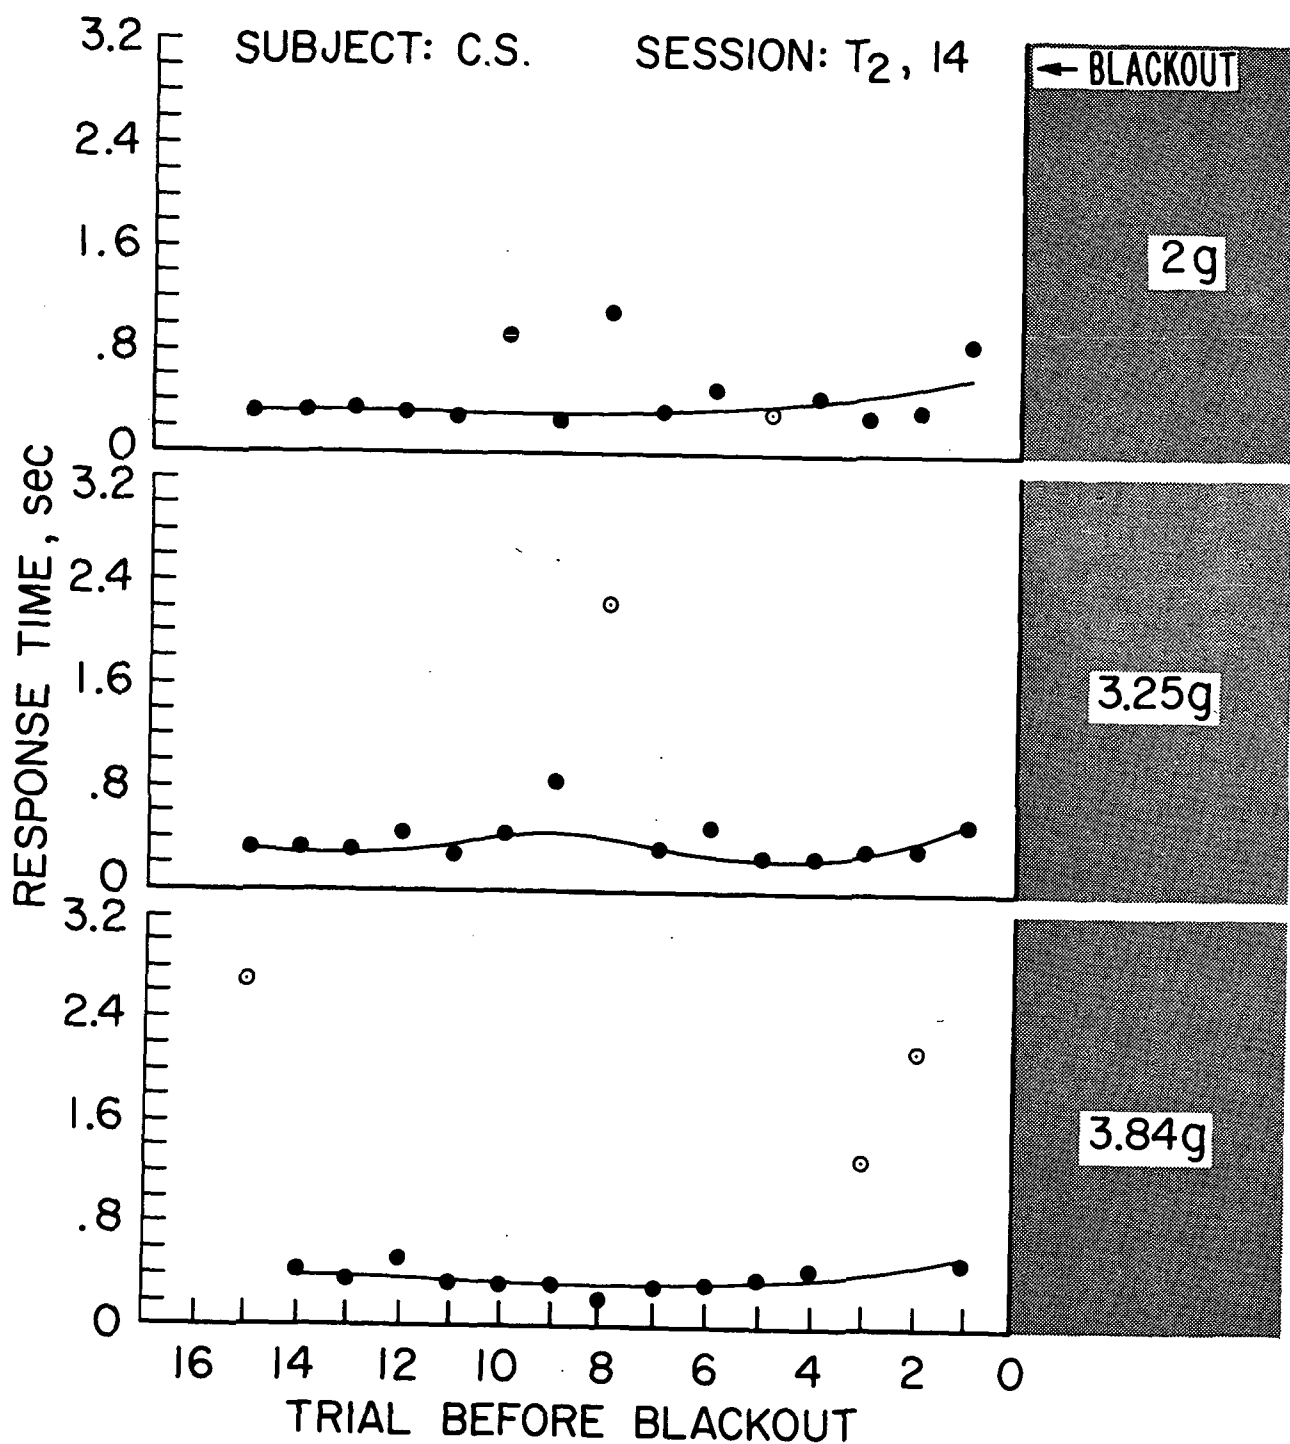 SUBJECT: C.S. SESSION: T2, 14
← BLACKOUT
3.2
2.4
1.6
.8
0
2g
3.2
2.4
1.6
.8
0
3.25g
3.2
2.4
1.6
.8
0
3.84g
RESPONSE TIME, sec
16 14 12 10 8 6 4 2 0
TRIAL BEFORE BLACKOUT